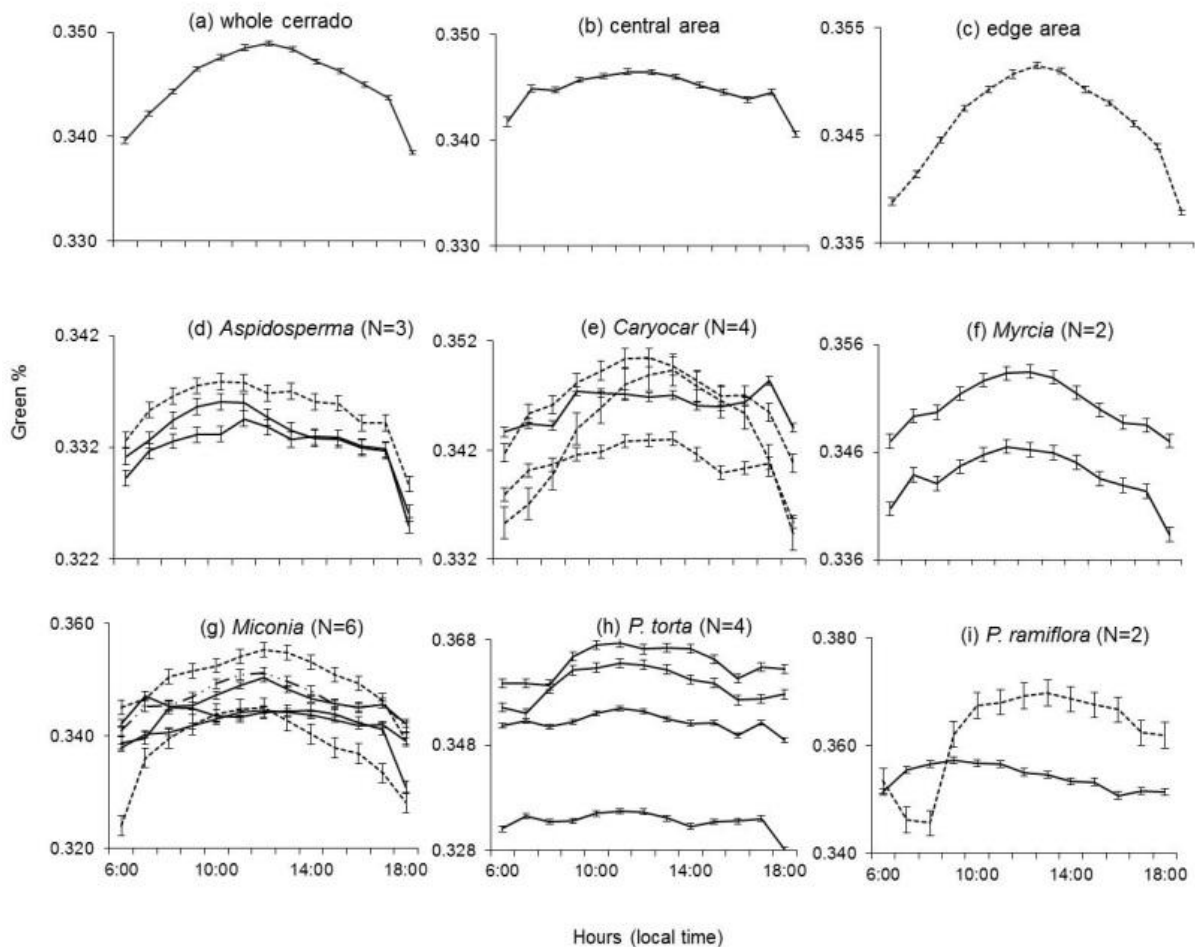 (a) whole cerrado
(b) central area
(c) edge area
0.350
0.340
0.330
0.350
0.340
0.330
0.355
0.345
0.335
Green %
(d) Aspidosperma (N=3)
(e) Caryocar (N=4)
(f) Myrcia (N=2)
0.342
0.332
0.322
0.352
0.342
0.332
0.356
0.346
0.336
(g) Miconia (N=6)
(h) P. torta (N=4)
(i) P. ramiflora (N=2)
0.360
0.340
0.320
0.368
0.348
0.328
0.380
0.360
0.340
6:00 10:00 14:00 18:00
6:00 10:00 14:00 18:00
6:00 10:00 14:00 18:00
Hours (local time)